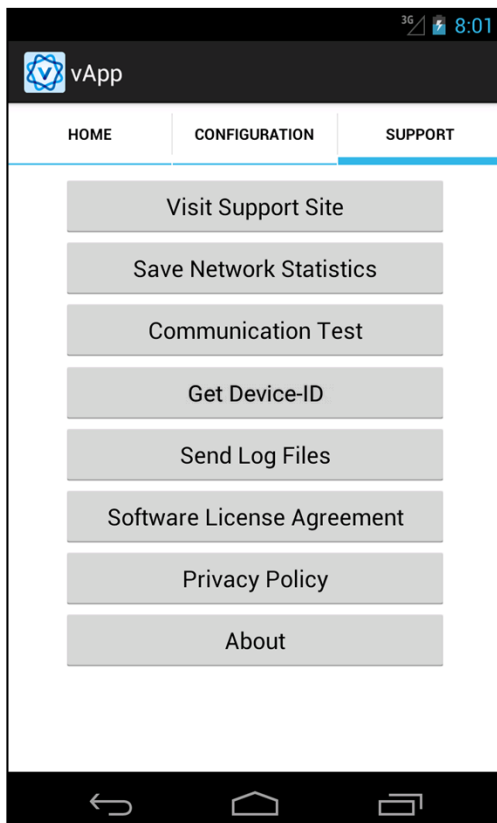 3G 8:01
V vApp
HOME CONFIGURATION SUPPORT
Visit Support Site
Save Network Statistics
Communication Test
Get Device-ID
Send Log Files
Software License Agreement
Privacy Policy
About